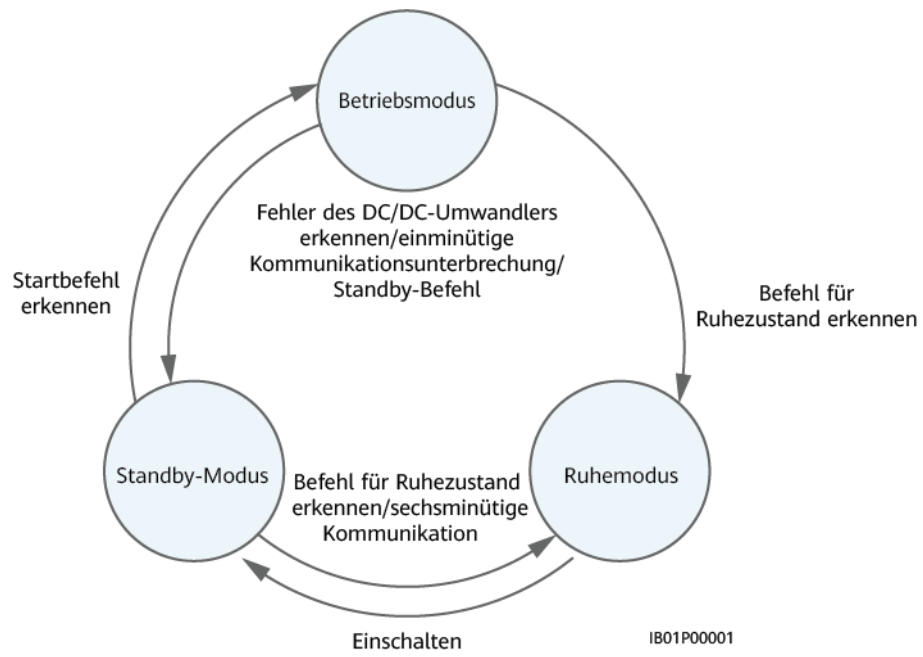 Betriebsmodus
Fehler des DC/DC-Umwandlers
erkennen/einminütige
Kommunikationsunterbrechung/
Standby-Befehl
Startbefehl
erkennen
Befehl für
Ruhezustand erkennen
Standby-Modus
Befehl für Ruhezustand
erkennen/sechsminütige
Kommunikation
Ruhemodus
Einschalten
IB01P00001